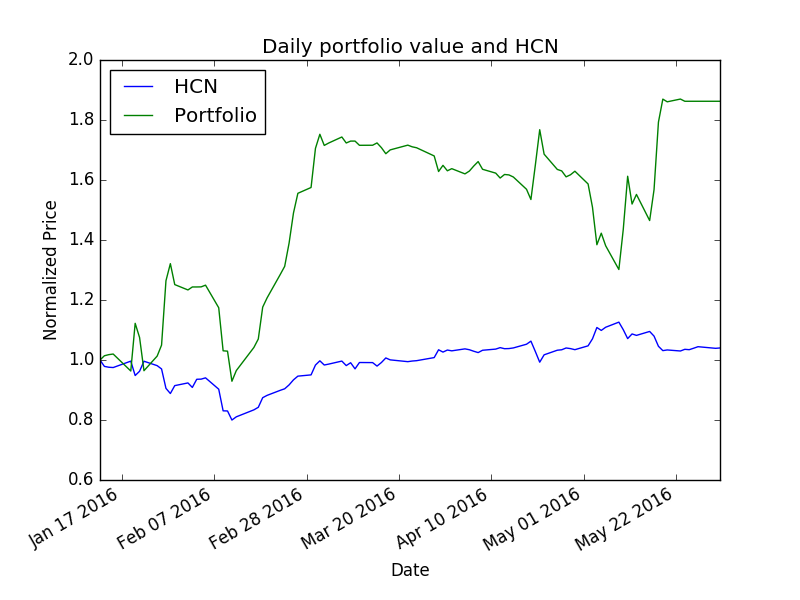 Daily portfolio value and HCN
HCN
Portfolio
2.0
1.8
1.6
1.4
1.2
1.0
0.8
0.6
Normalized Price
Jan 17 2016
Feb 07 2016
Feb 28 2016
Mar 20 2016
Apr 10 2016
May 01 2016
May 22 2016
Date